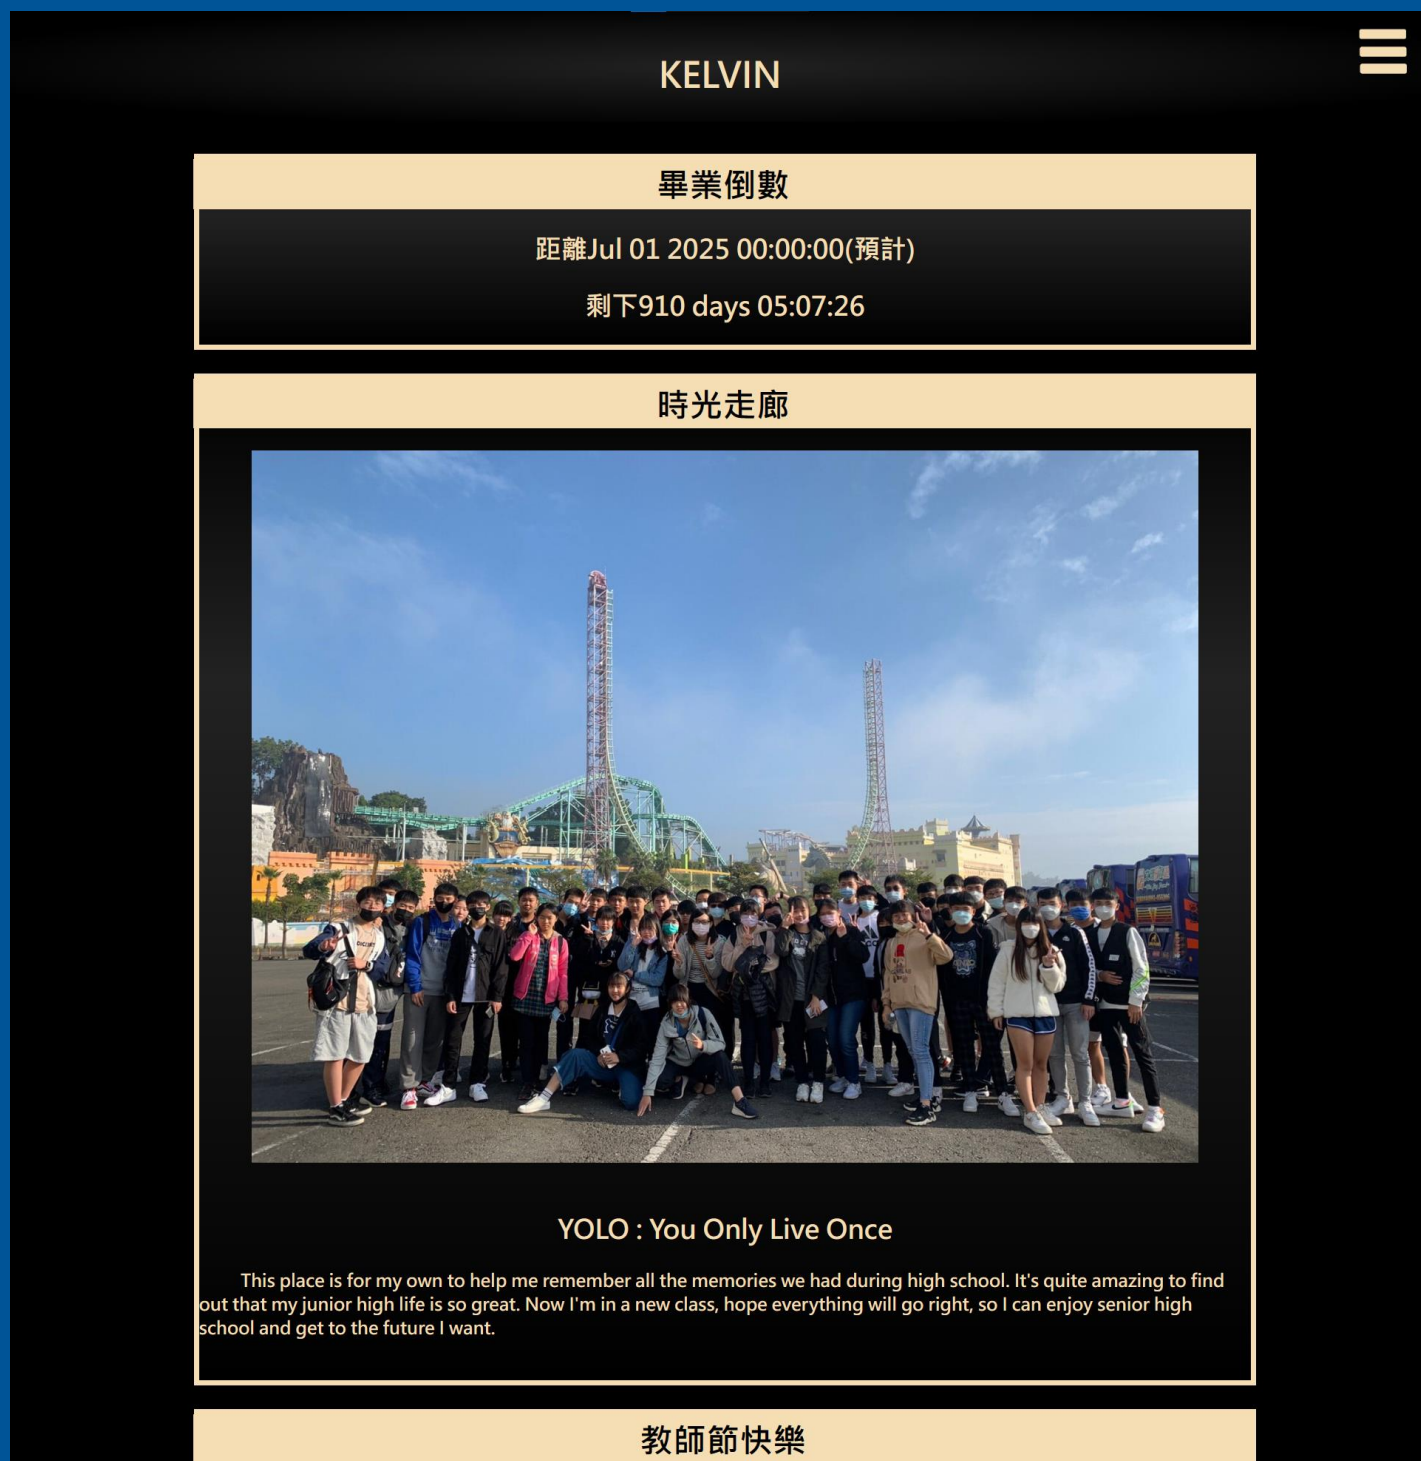 KELVIN
畢業倒數
距離Jul 01 2025 00:00:00(預計)
剩下910 days 05:07:26
時光走廊
YOLO : You Only Live Once
This place is for my own to help me remember all the memories we had during high school. It's quite amazing to find
out that my junior high life is so great. Now I'm in a new class, hope everything will go right, so I can enjoy senior high
school and get to the future I want.
教師節快樂